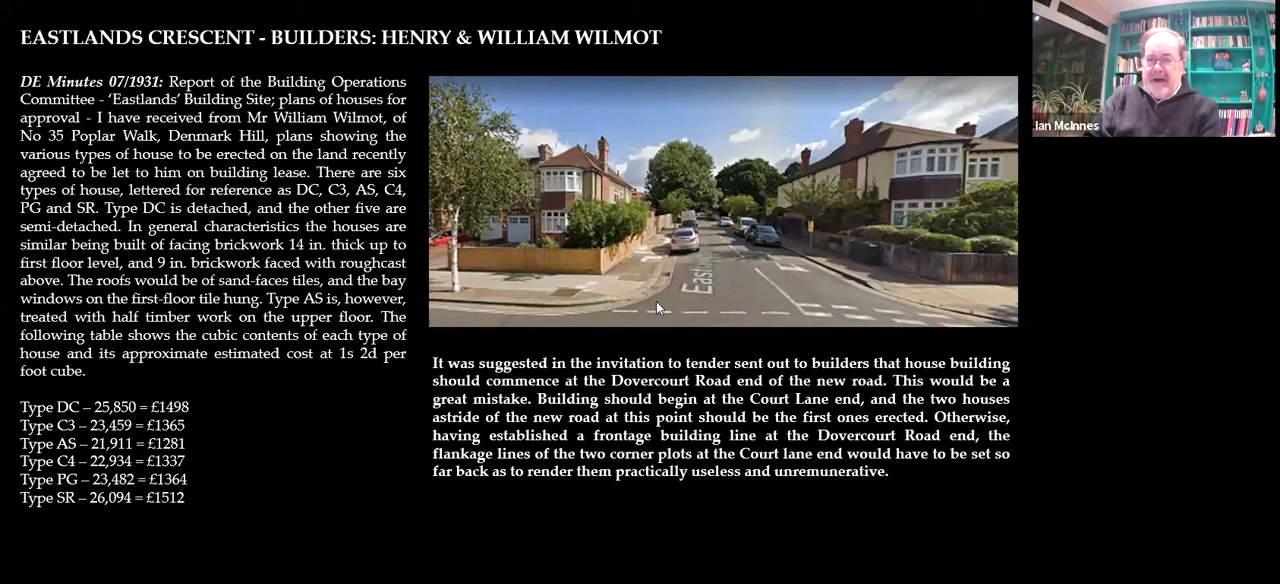 EASTLANDS CRESCENT - BUILDERS: HENRY & WILLIAM WILMOT
DE Minutes 07/1931: Report of the Building Operations
Committee - 'Eastlands' Building Site; plans of houses for
approval - I have received from Mr William Wilmot, of
No 35 Poplar Walk, Denmark Hill, plans showing the
various types of house to be erected on the land recently
agreed to be let to him on building lease. There are six
types of house, lettered for reference as DC, C3, AS, C4,
PG and SR. Type DC is detached, and the other five are
semi-detached. In general characteristics the houses are
similar being built of facing brickwork 14 in. thick up to
first floor level, and 9 in. brickwork faced with roughcast
above. The roofs would be of sand-faces tiles, and the bay
windows on the first-floor tile hung. Type AS is, however,
treated with half timber work on the upper floor. The
following table shows the cubic contents of each type of
house and its approximate estimated cost at 1s 2d per
foot cube.
Type DC – 25,850 = £1498
Type C3 – 23,459 = £1365
Type AS – 21,911 = £1281
Type C4 – 22,934 = £1337
Type PG – 23,482 = £1364
Type SR – 26,094 = £1512
It was suggested in the invitation to tender sent out to builders that house building
should commence at the Dovercourt Road end of the new road. This would be a
great mistake. Building should begin at the Court Lane end, and the two houses
astride of the new road at this point should be the first ones erected. Otherwise,
having established a frontage building line at the Dovercourt Road end, the
flankage lines of the two corner plots at the Court lane end would have to be set so
far back as to render them practically useless and unremunerative.
Ian McInnes